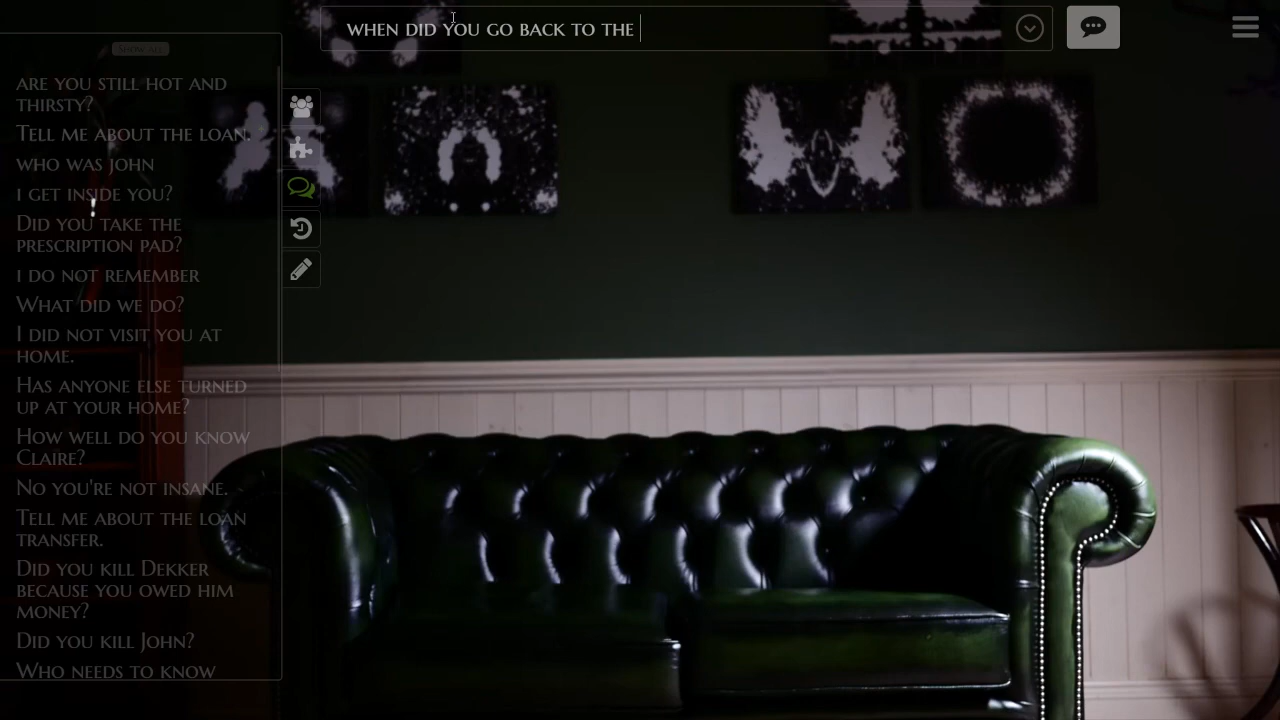 WHEN DID YOU GO BACK TO THE
Show All
ARE YOU STILL HOT AND
THIRSTY?
TELL ME ABOUT THE LOAN.
WHO WAS JOHN
I GET INSIDE YOU?
DID YOU TAKE THE
PRESCRIPTION PAD?
I DO NOT REMEMBER
WHAT DID WE DO?
I DID NOT VISIT YOU AT
HOME.
HAS ANYONE ELSE TURNED
UP AT YOUR HOME?
HOW WELL DO YOU KNOW
CLAIRE?
NO YOU'RE NOT INSANE.
TELL ME ABOUT THE LOAN
TRANSFER.
DID YOU KILL DEKKER
BECAUSE YOU OWED HIM
MONEY?
DID YOU KILL JOHN?
WHO NEEDS TO KNOW